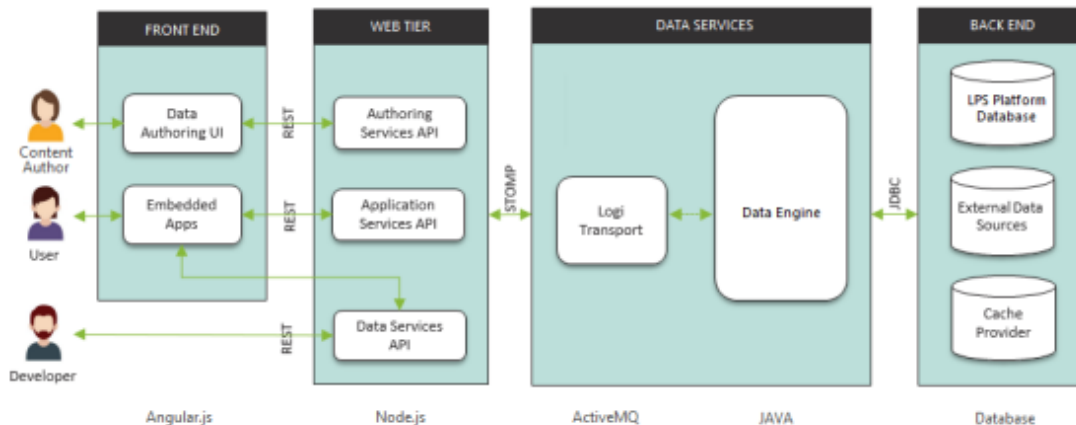 FRONT END
WEB TIER
DATA SERVICES
BACK END
Content
Author
User
Developer
Data
Authoring UI
Embedded
Apps
REST
REST
REST
Authoring
Services API
Application
Services API
Data Services
API
STOMP
Logi
Transport
Data Engine
JDBC
LPS Platform
Database
External Data
Sources
Cache
Provider
Angular.js
Node.js
ActiveMQ
JAVA
Database